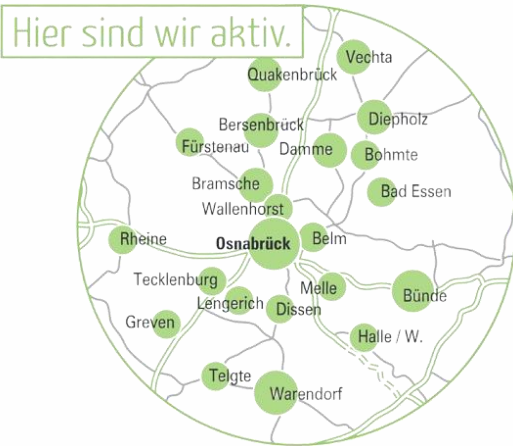 Hier sind wir aktiv.
Vechta
Quakenbrück
Diepholz
Bersenbrück
Fürstenau
Damme
Bohmte
Bramsche
Bad Essen
Wallenhorst
Rheine
Osnabrück
Belm
Tecklenburg
Melle
Bünde
Lengerich
Dissen
Greven
Halle / W.
Telgte
Warendorf